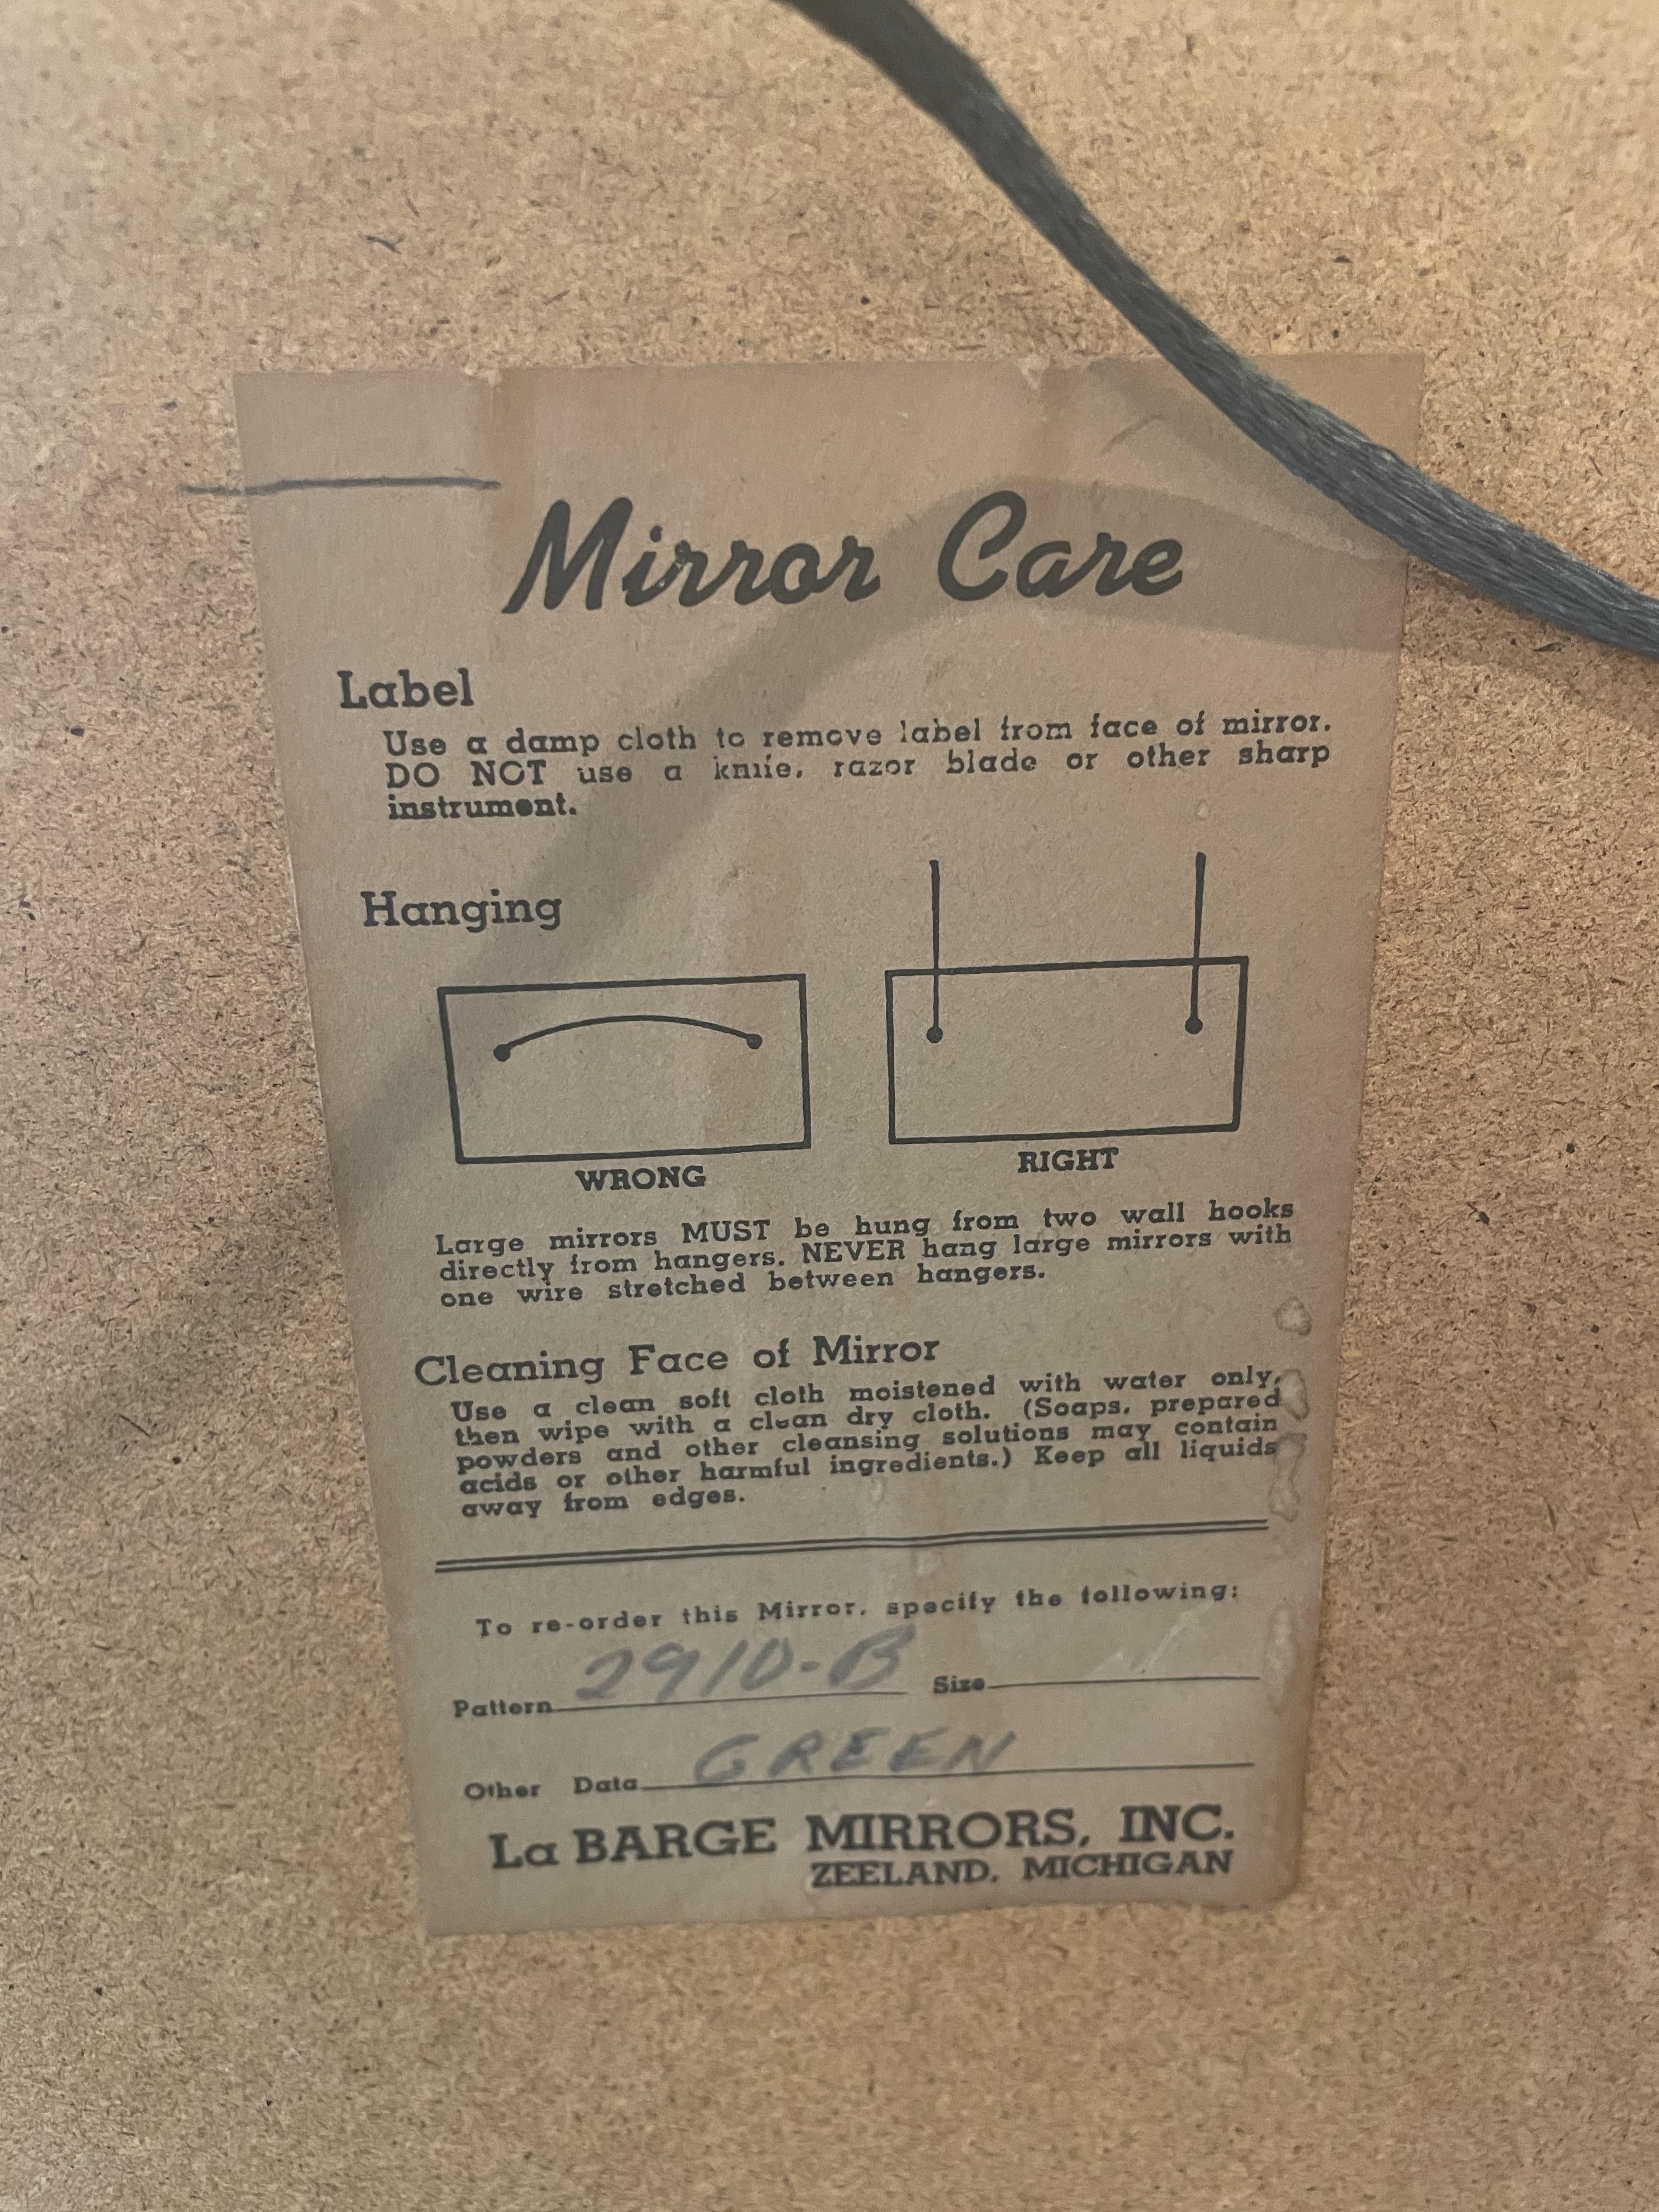 Mirror Care
Label
Use a damp cloth to remove label from face of mirror.
DO NOT use a knife, razor blade or other sharp
instrument.
Hanging
WRONG
RIGHT
Large mirrors MUST be hung from two wall hooks
directly from hangers. NEVER hang large mirrors with
one wire stretched between hangers.
Cleaning Face of Mirror
Use a clean soft cloth moistened with water only,
then wipe with a clean dry cloth. (Soaps, prepared
powders and other cleansing solutions may contain
acids or other harmful ingredients.) Keep all liquids
away from edges.
To re-order this Mirror, specify the following:
Pattern 2910-B Size
Other Data GREEN
La BARGE MIRRORS, INC.
ZEELAND, MICHIGAN